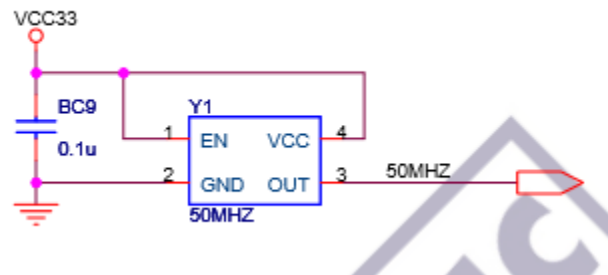 VCC33
BC9
0.1u
Y1
1 EN VCC 4
2 GND OUT 3
50MHZ
50MHZ